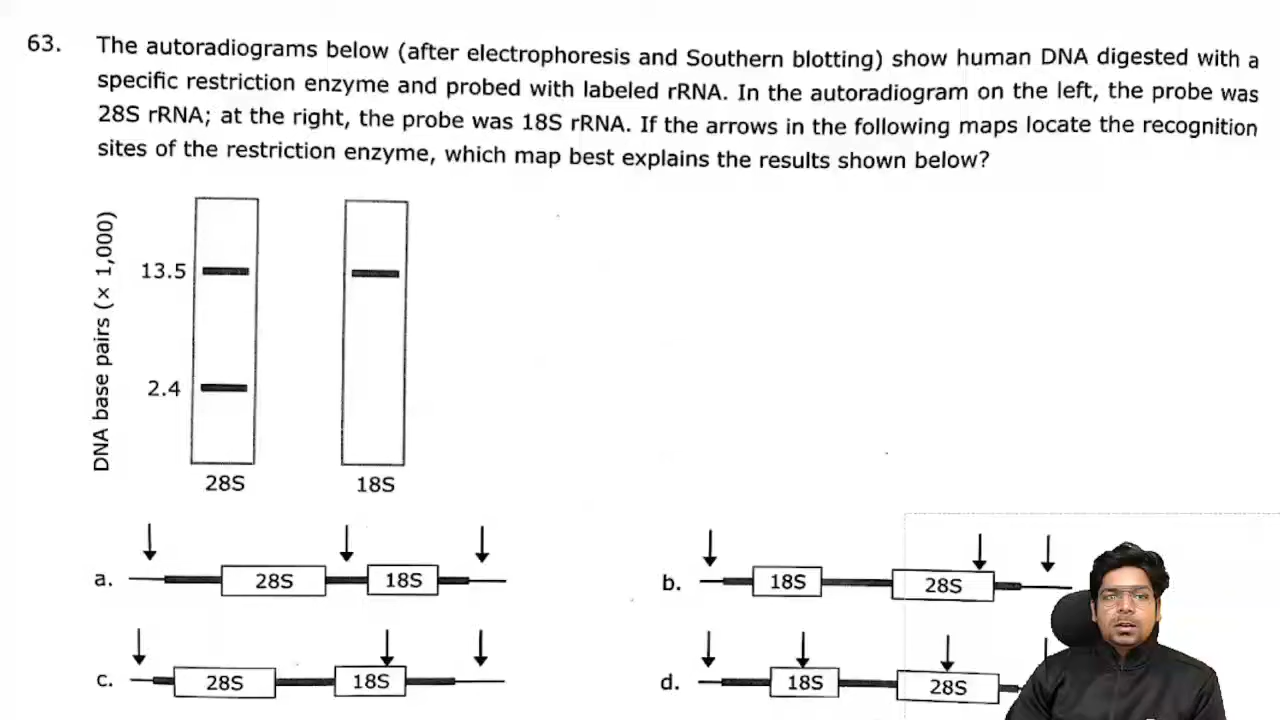 63. The autoradiograms below (after electrophoresis and Southern blotting) show human DNA digested with a
specific restriction enzyme and probed with labeled rRNA. In the autoradiogram on the left, the probe was
28S rRNA; at the right, the probe was 18S rRNA. If the arrows in the following maps locate the recognition
sites of the restriction enzyme, which map best explains the results shown below?
DNA base pairs (× 1,000)
13.5
2.4
28S 18S
a. 28S 18S
b. 18S 28S
c. 28S 18S
d. 18S 28S